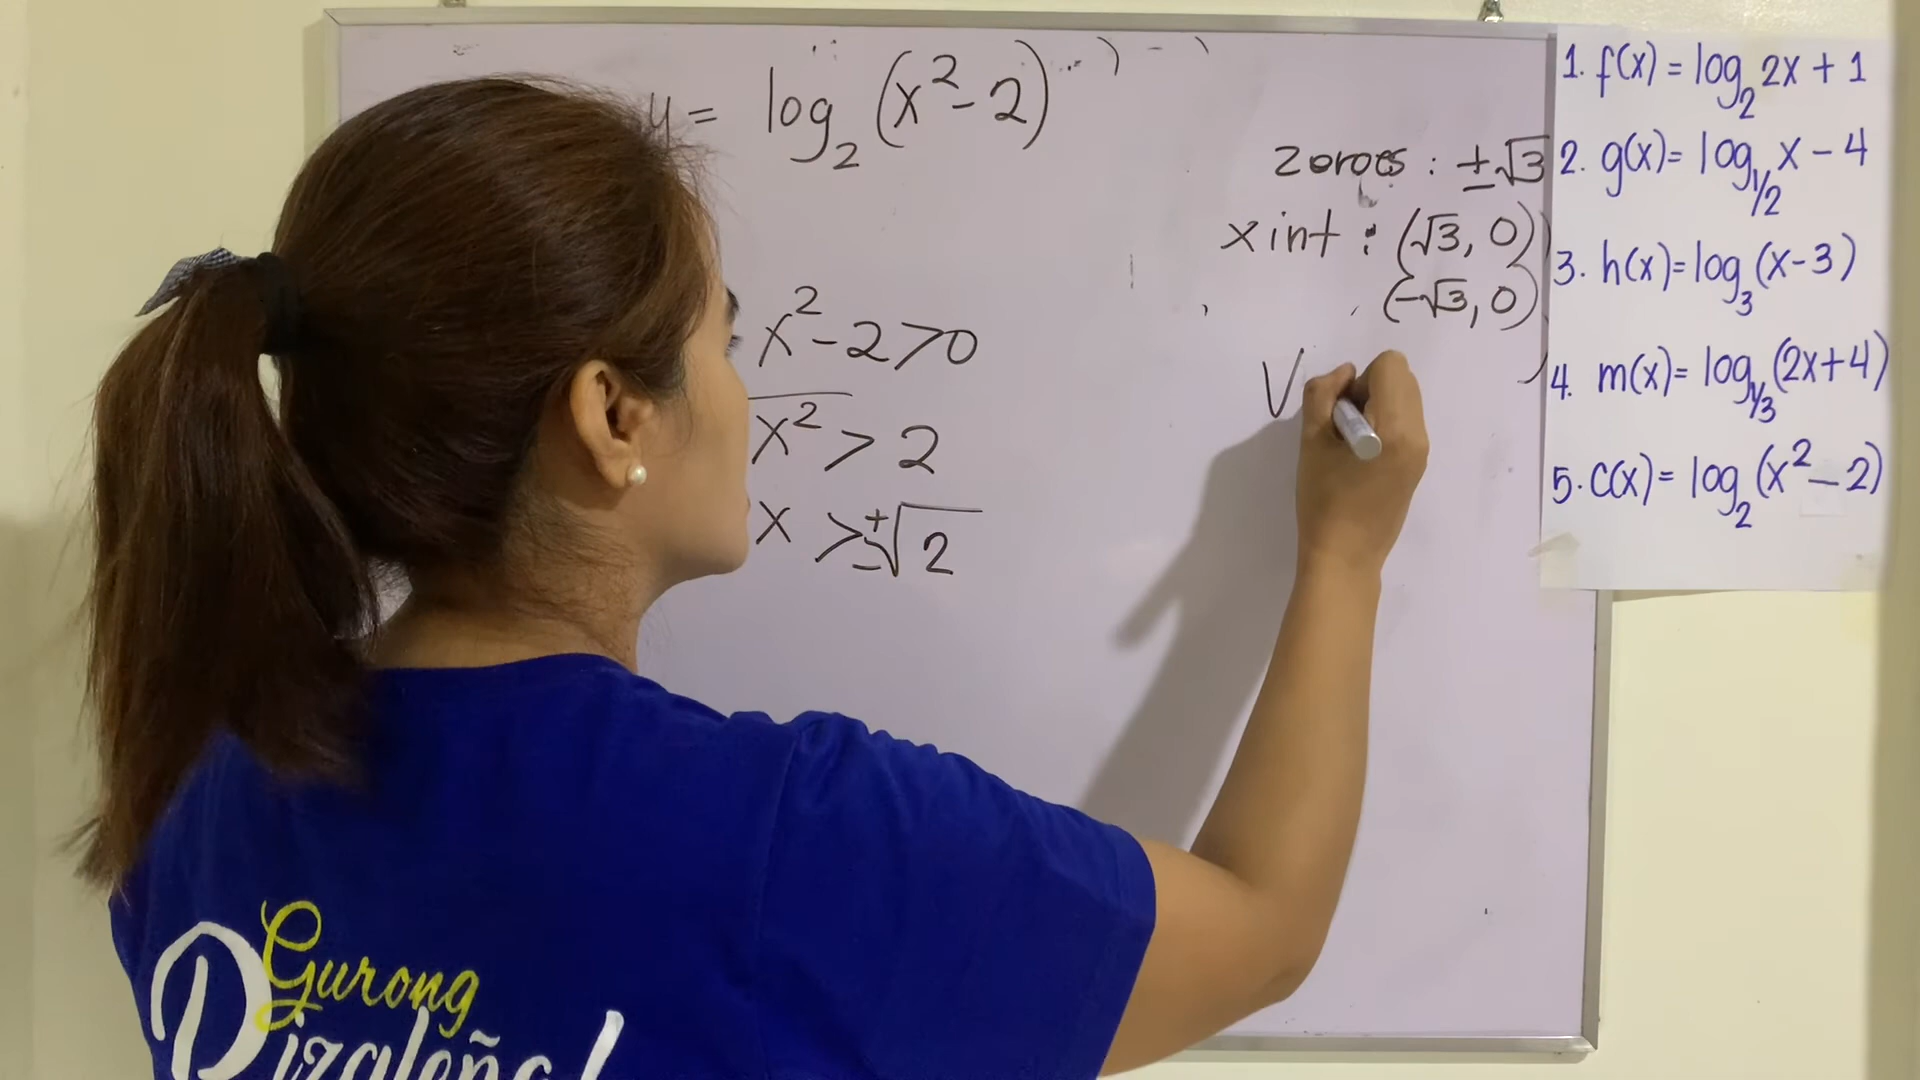 y = log₂ (x² - 2)
zeroes : ±√3
x int : (√3, 0)
(-√3, 0)
V
x² - 2 > 0
x² > 2
x > ±√2
1. f(x) = log₂ 2x + 1
2. g(x) = log₁/₂ x - 4
3. h(x) = log₃ (x - 3)
4. m(x) = log₁/₃ (2x + 4)
5. c(x) = log₂ (x² - 2)
Gurong
Rizaleño!